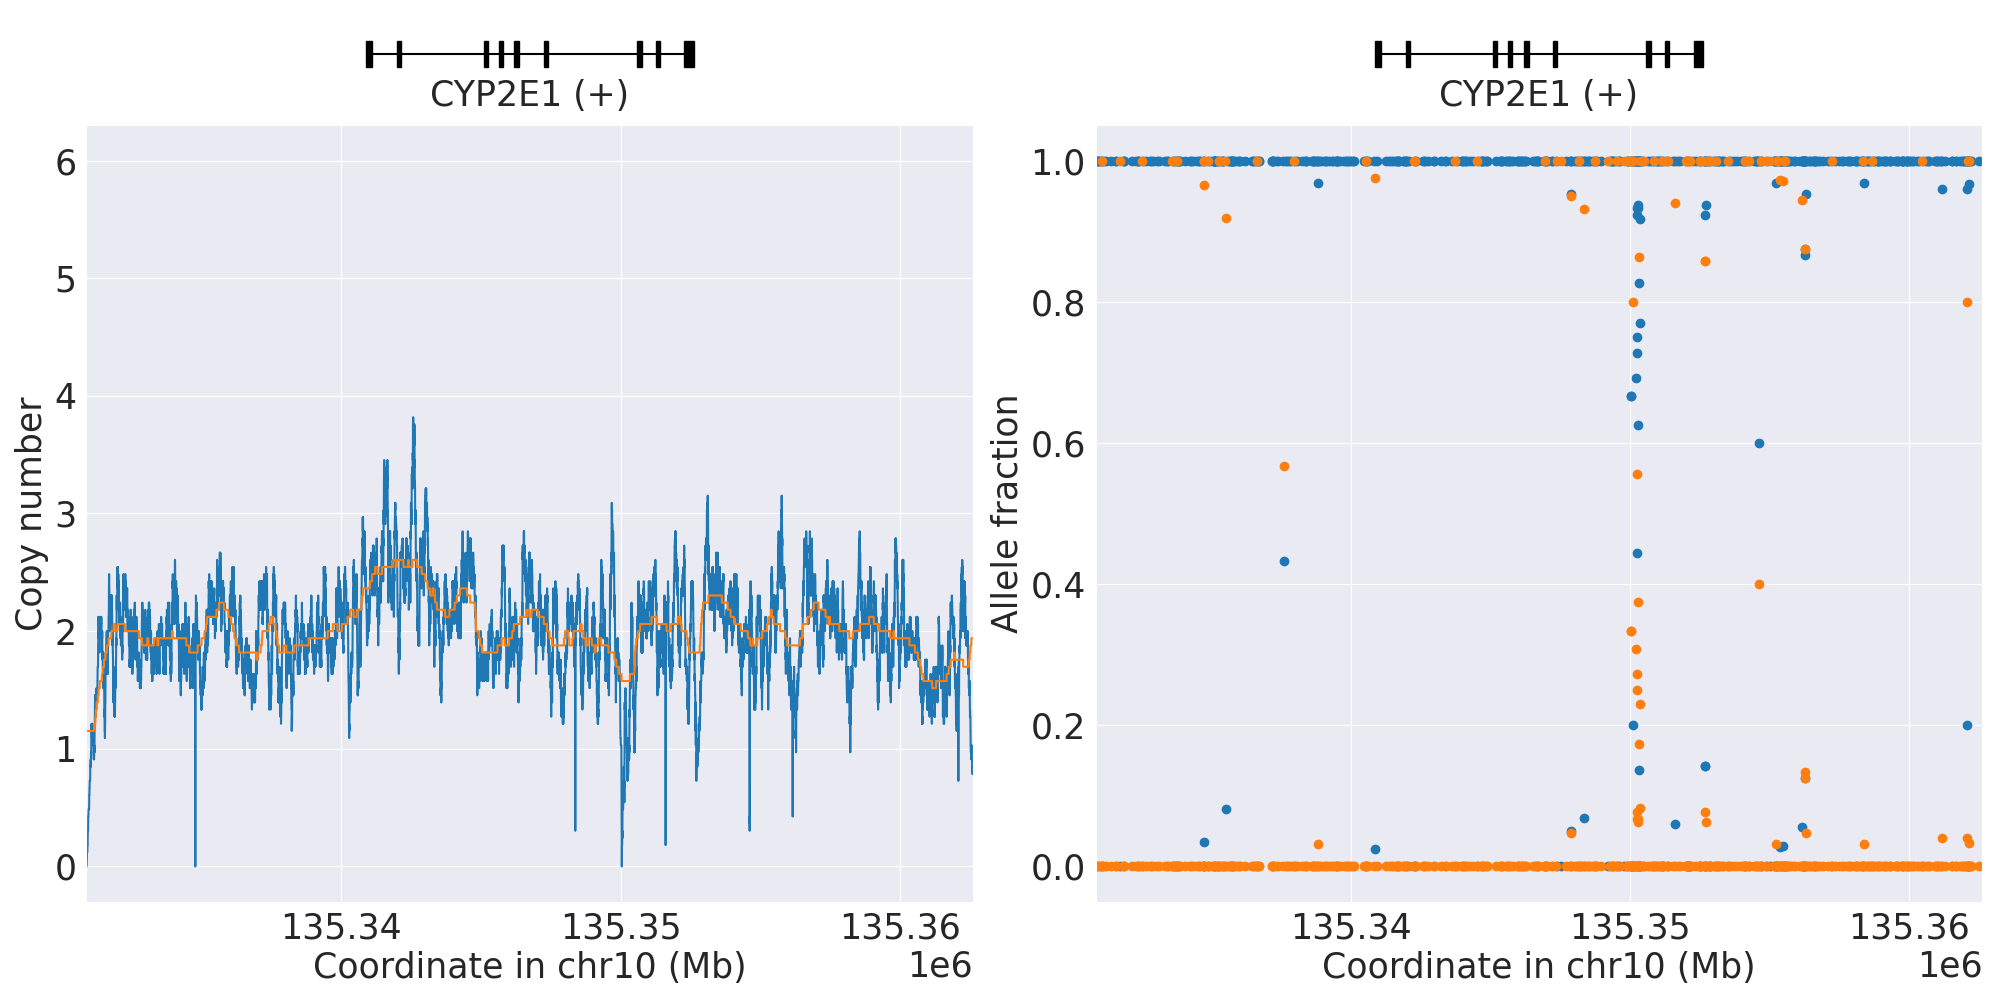 CYP2E1 (+)
6
5
4
3
2
1
0
Copy number
135.34
135.35
135.36
Coordinate in chr10 (Mb)
1e6
CYP2E1 (+)
1.0
0.8
0.6
0.4
0.2
0.0
Allele fraction
135.34
135.35
135.36
Coordinate in chr10 (Mb)
1e6